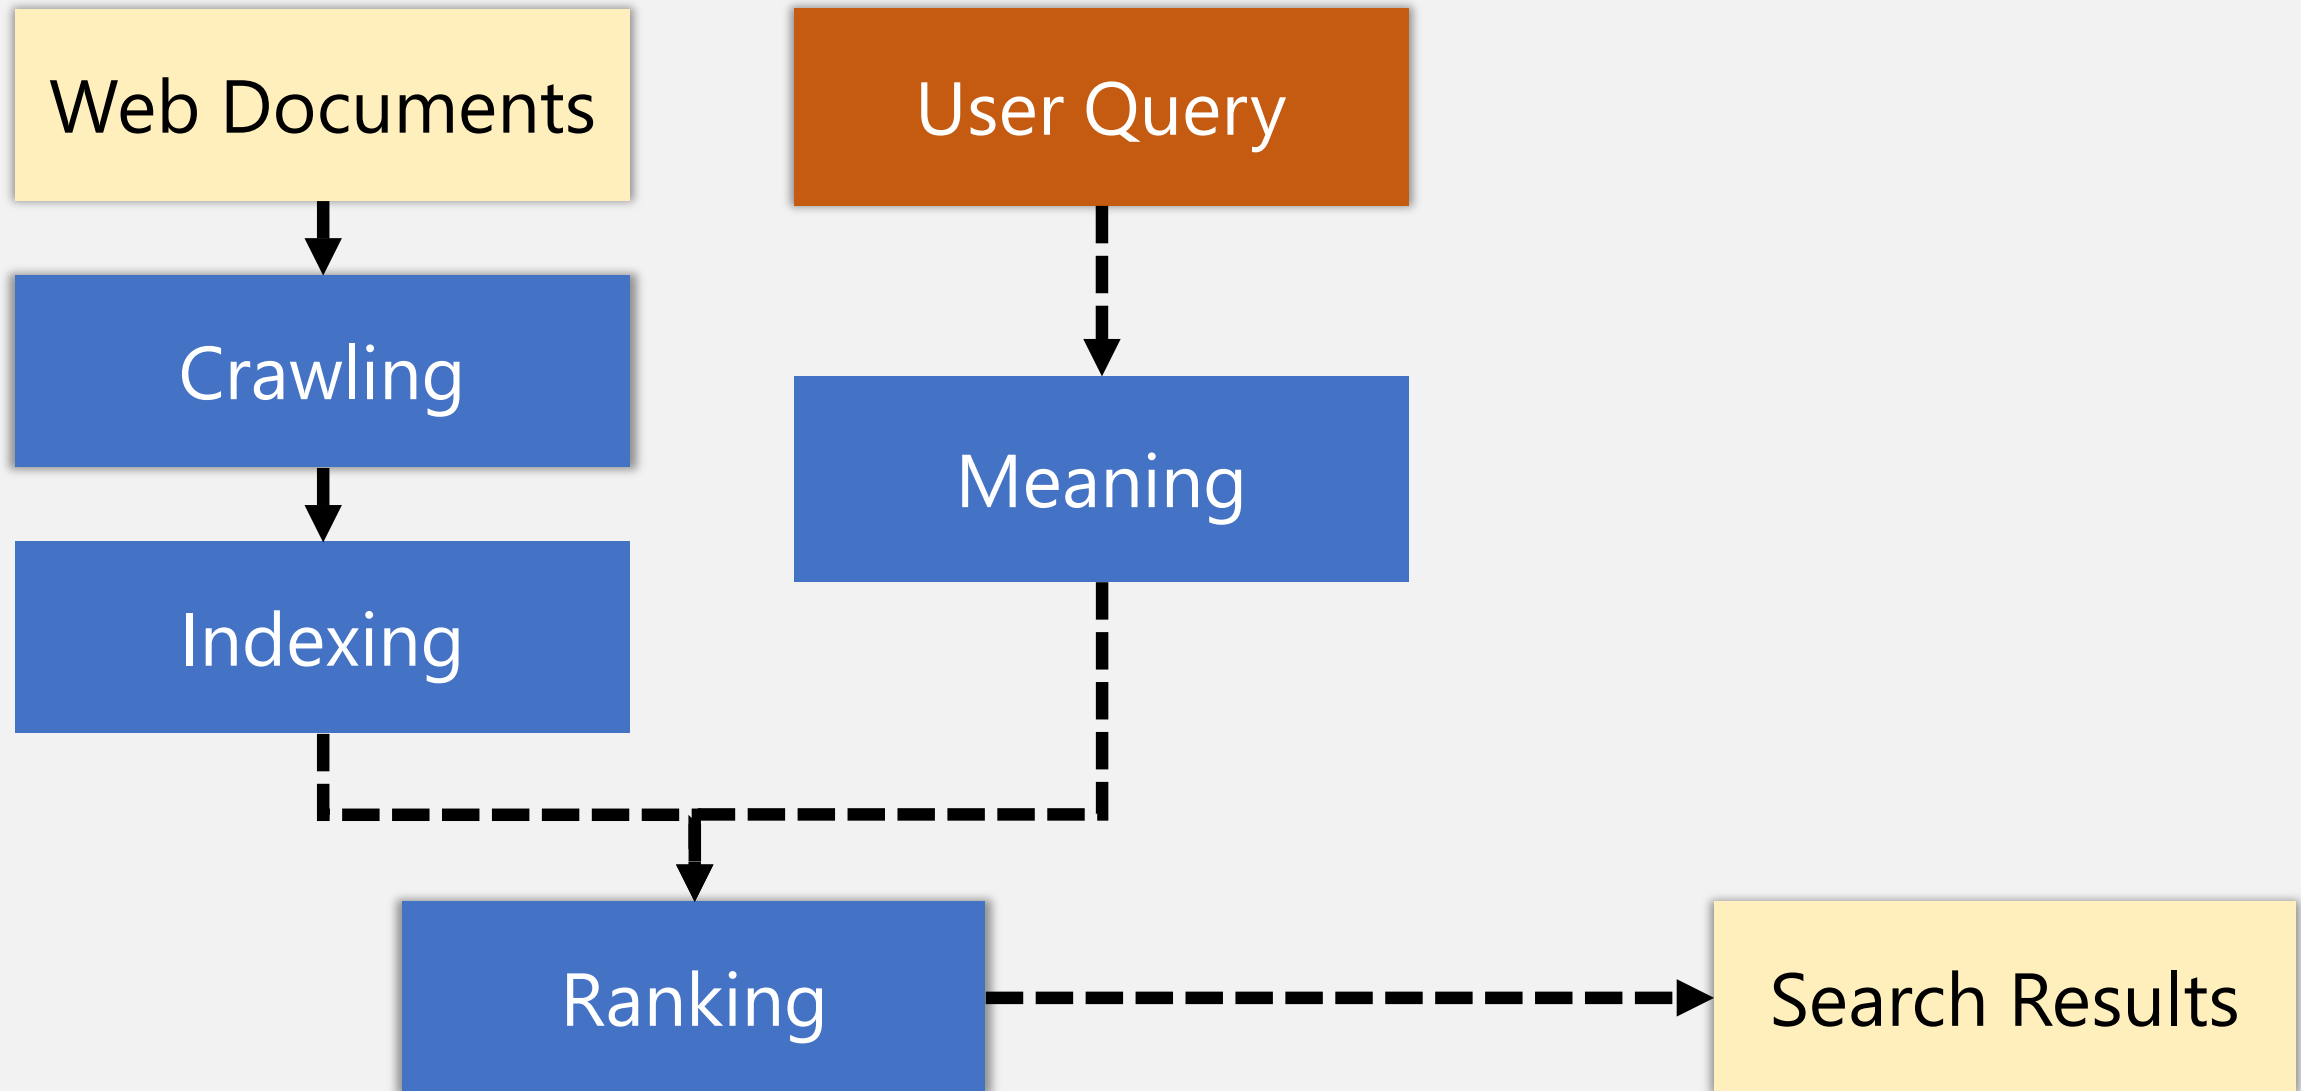 Web Documents
User Query
Crawling
Meaning
Indexing
Ranking
Search Results